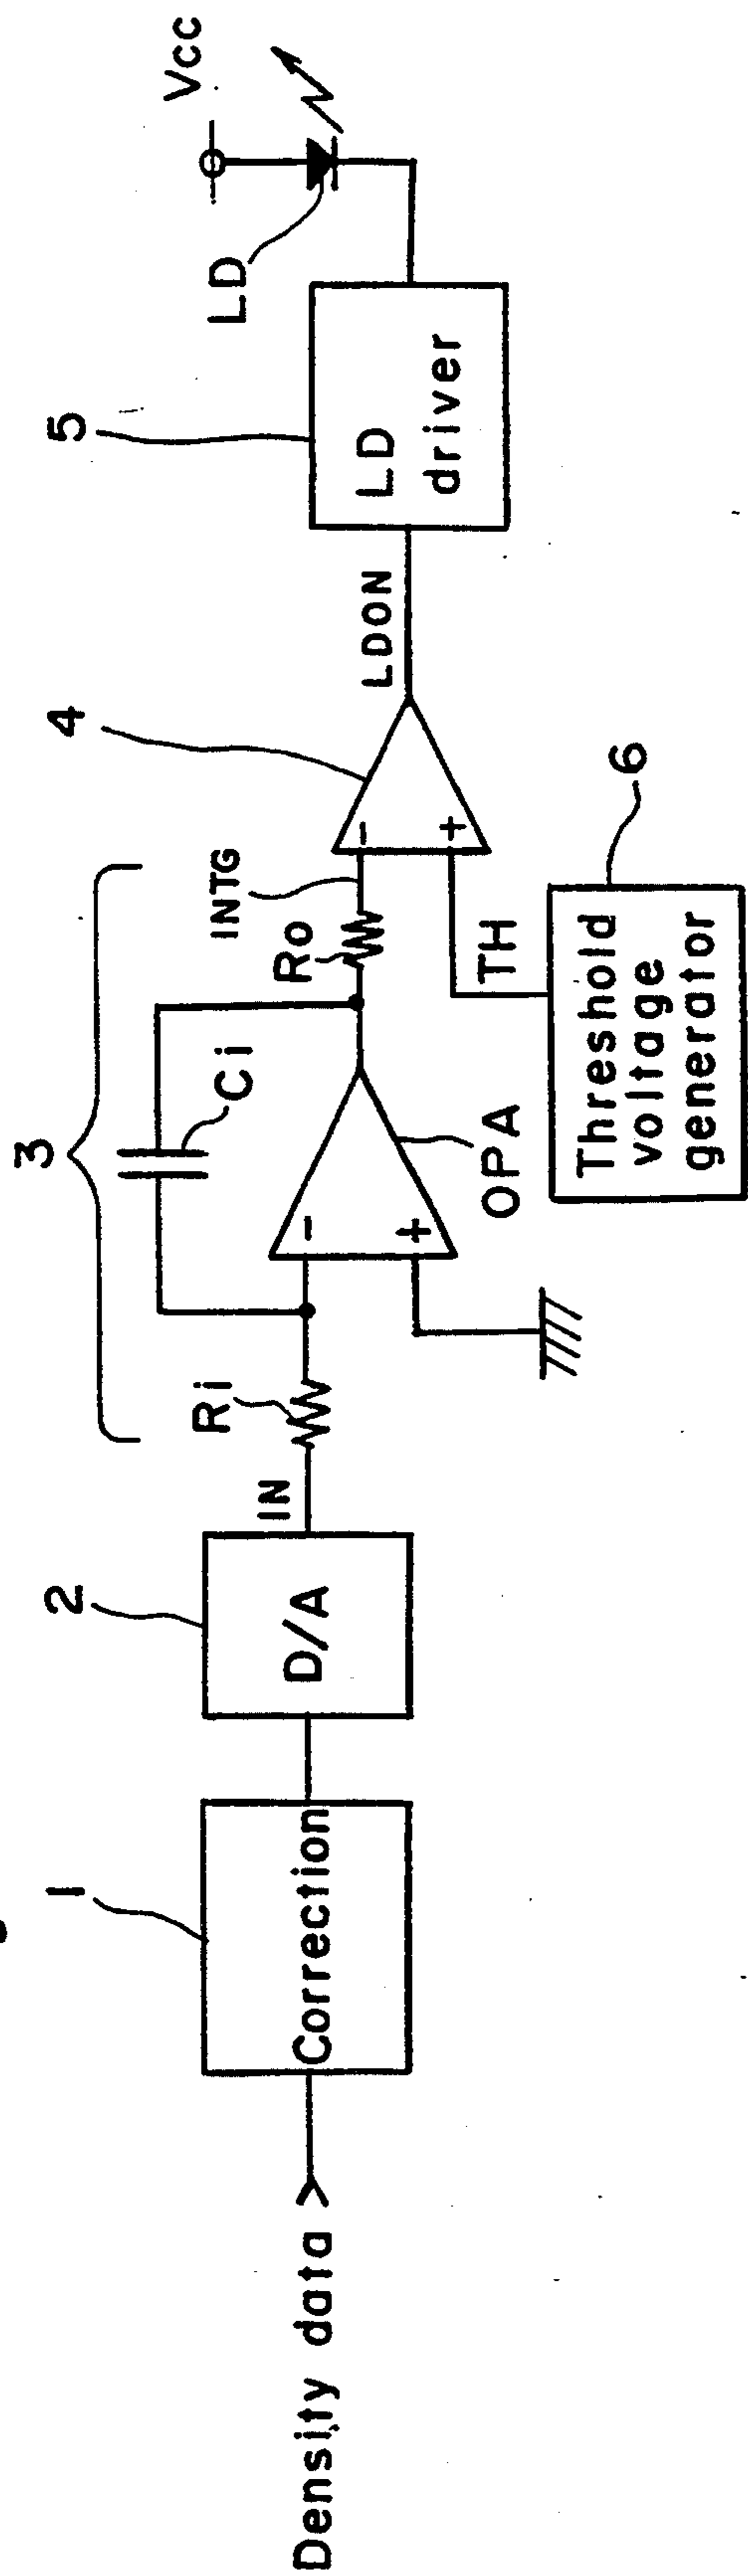 Density data
1
Correction
2
D/A
IN
3
Ri
Ci
-
+
OPA
Ro
INTG
4
-
+
TH
6
Threshold
voltage
generator
LDON
5
LD
driver
LD
Vcc